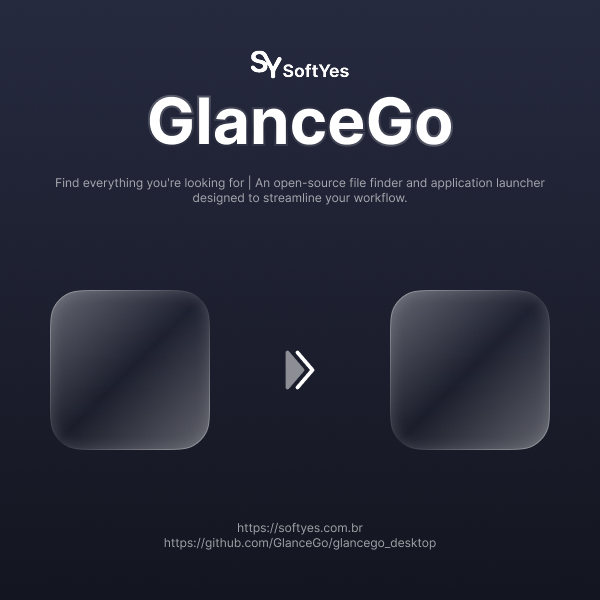 SY SoftYes
GlanceGo
Find everything you're looking for | An open-source file finder and application launcher
designed to streamline your workflow.
https://softyes.com.br
https://github.com/GlanceGo/glancego_desktop